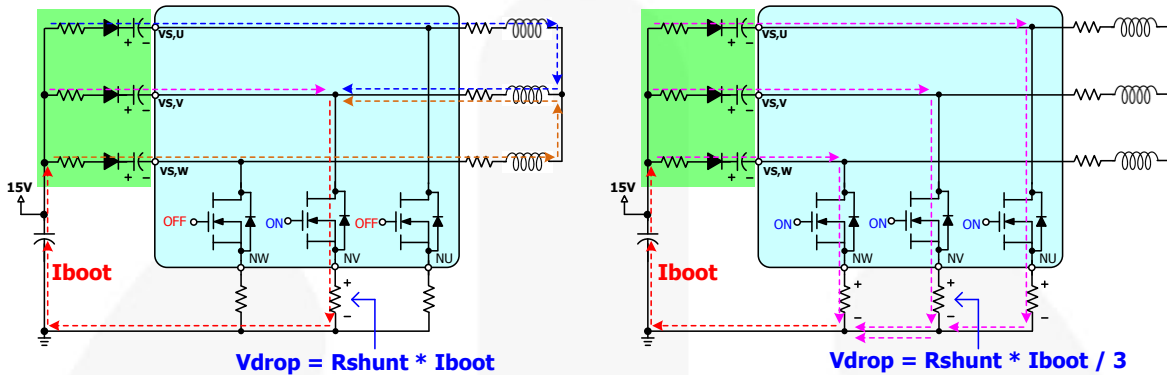 vs,U
+ −
vs,V
+ −
vs,W
+ −
15V
OFF
ON
OFF
NW
NV
NU
Iboot
+
−
Vdrop = Rshunt * Iboot
vs,U
+ −
vs,V
+ −
vs,W
+ −
15V
ON
ON
ON
NW
NV
NU
Iboot
+
−
+
−
+
−
Vdrop = Rshunt * Iboot / 3